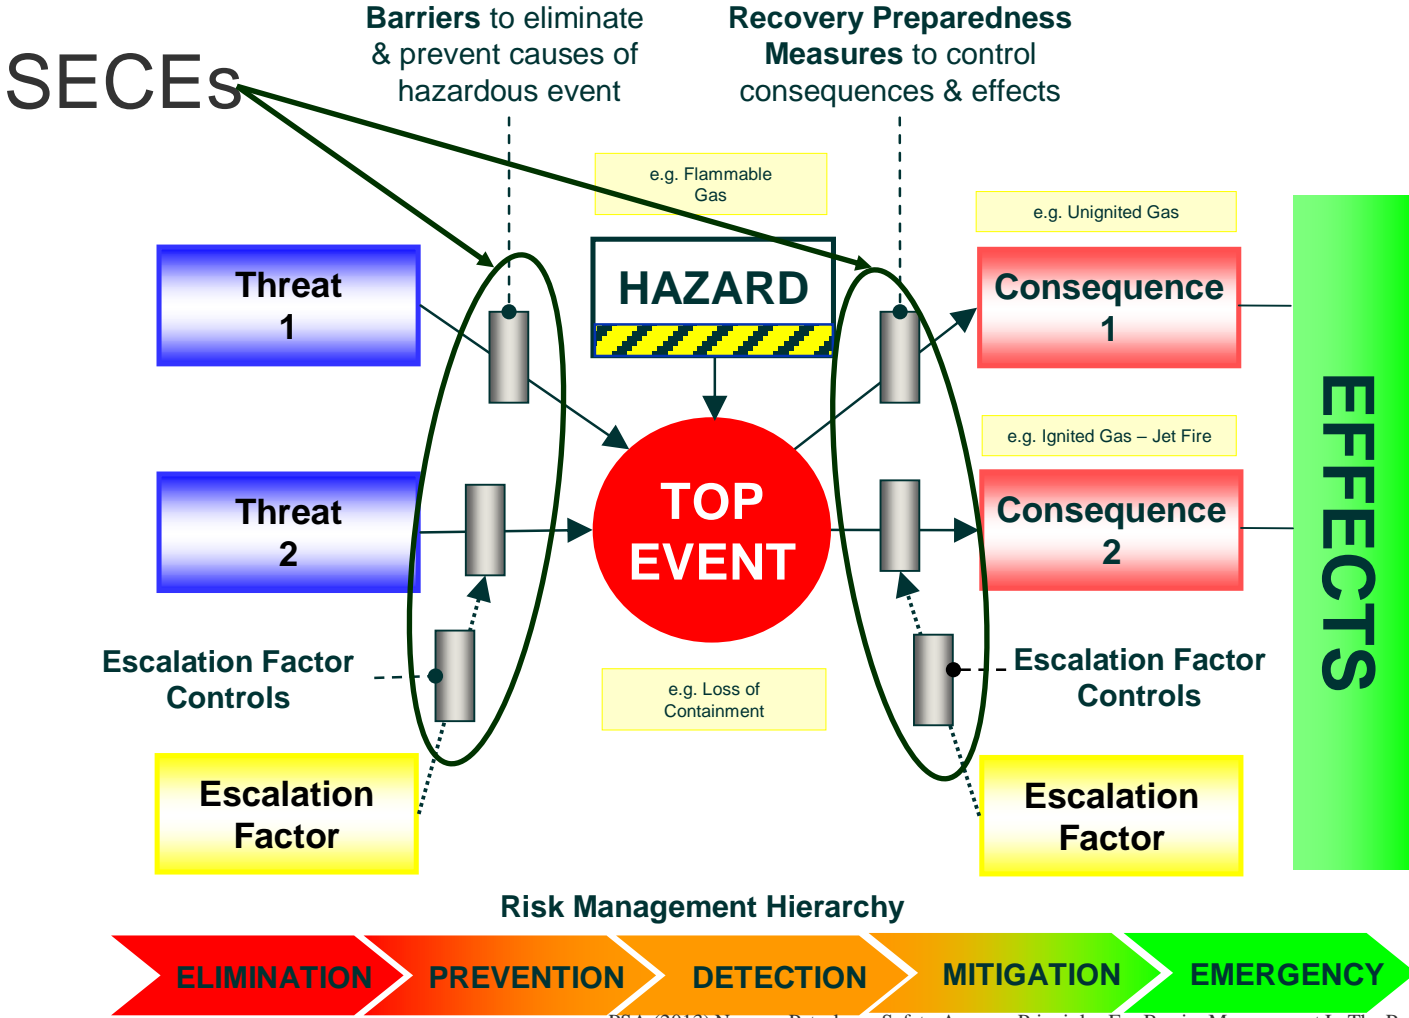 SECEs
Barriers to eliminate
& prevent causes of
hazardous event
Recovery Preparedness
Measures to control
consequences & effects
e.g. Flammable
Gas
e.g. Unignited Gas
Threat
1
HAZARD
Consequence
1
e.g. Ignited Gas – Jet Fire
Threat
2
TOP
EVENT
Consequence
2
EFFECTS
Escalation Factor
Controls
e.g. Loss of
Containment
Escalation Factor
Controls
Escalation
Factor
Escalation
Factor
Risk Management Hierarchy
ELIMINATION
PREVENTION
DETECTION
MITIGATION
EMERGENCY